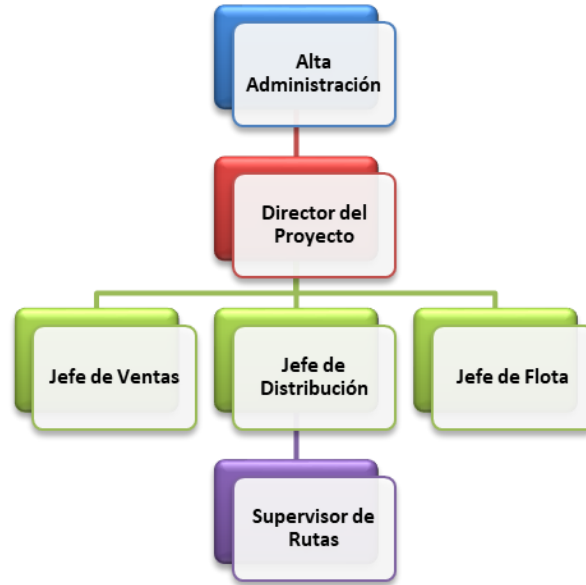 Alta
Administración
Director del
Proyecto
Jefe de Ventas
Jefe de
Distribución
Jefe de Flota
Supervisor de
Rutas